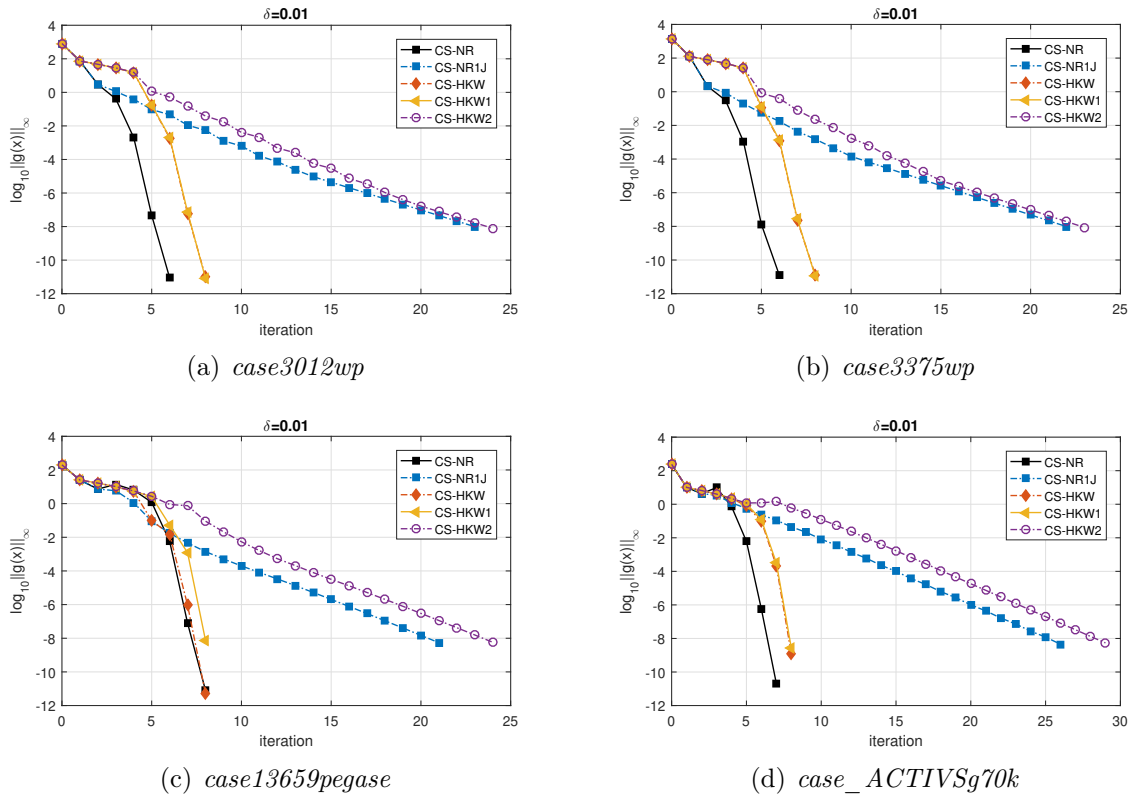 δ=0.01
4
2
0
-2
-4
-6
-8
-10
-12
log10||g(x)||∞
0 5 10 15 20 25
iteration
CS-NR
CS-NR1J
CS-HKW
CS-HKW1
CS-HKW2
(a) case3012wp
δ=0.01
4
2
0
-2
-4
-6
-8
-10
-12
log10||g(x)||∞
0 5 10 15 20 25
iteration
CS-NR
CS-NR1J
CS-HKW
CS-HKW1
CS-HKW2
(b) case3375wp
δ=0.01
4
2
0
-2
-4
-6
-8
-10
-12
log10||g(x)||∞
0 5 10 15 20 25
iteration
CS-NR
CS-NR1J
CS-HKW
CS-HKW1
CS-HKW2
(c) case13659pegase
δ=0.01
4
2
0
-2
-4
-6
-8
-10
-12
log10||g(x)||∞
0 5 10 15 20 25 30
iteration
CS-NR
CS-NR1J
CS-HKW
CS-HKW1
CS-HKW2
(d) case_ACTIVSg70k